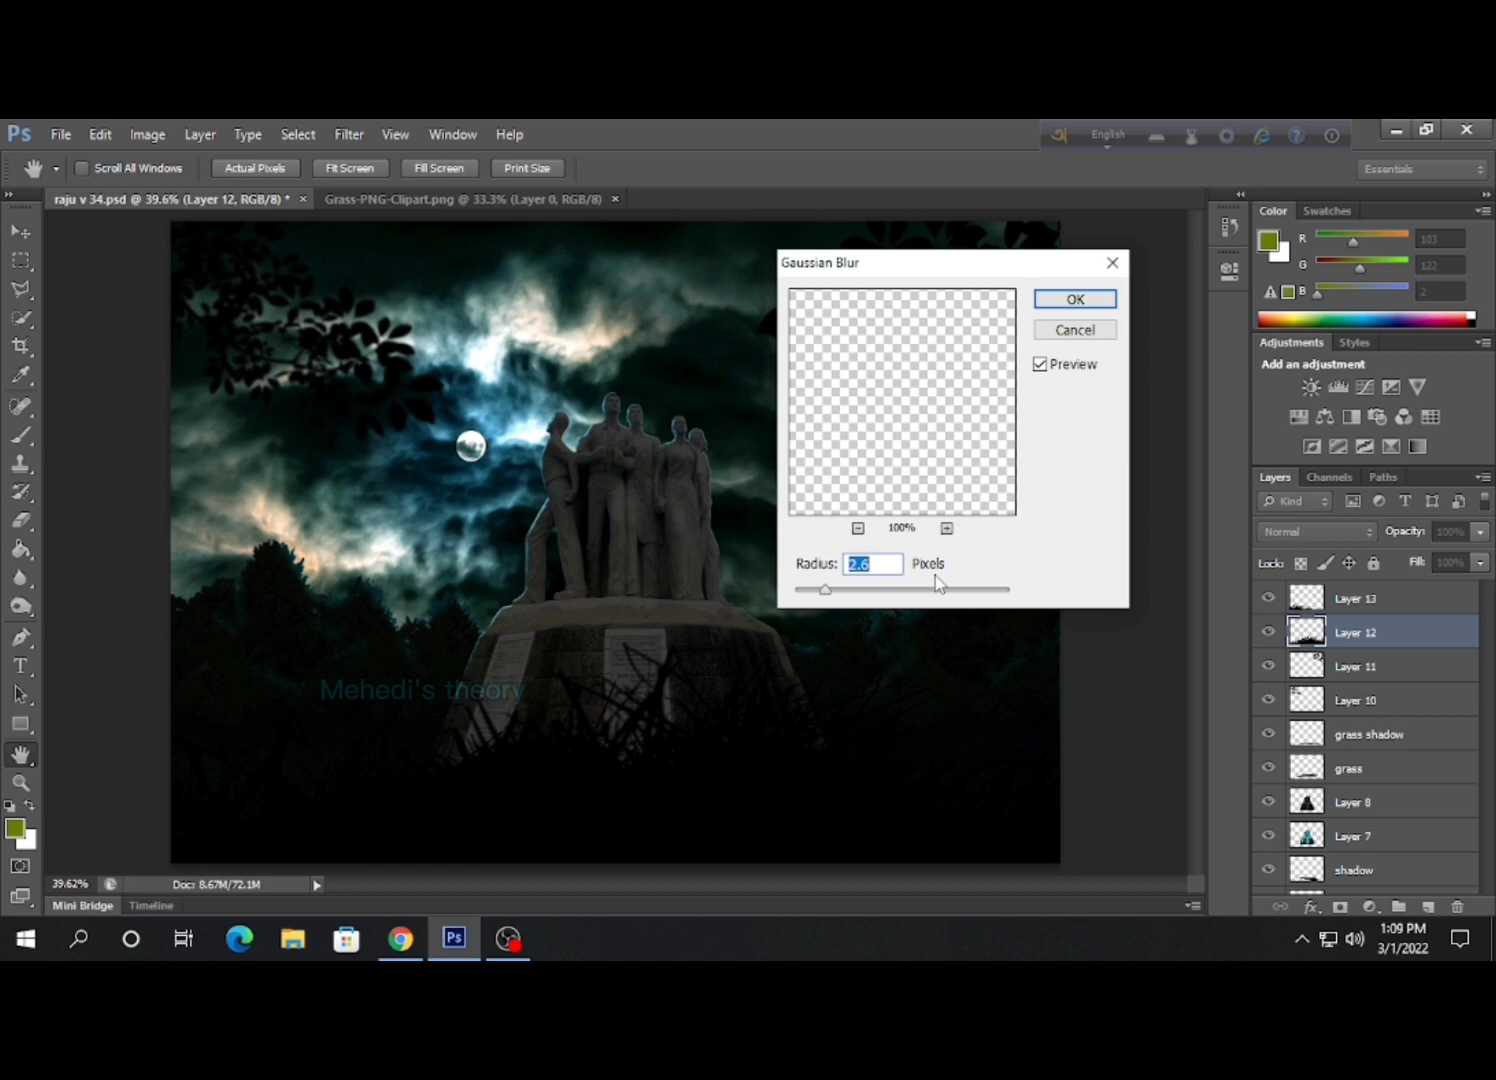 Ps File Edit Image Layer Type Select Filter View Window Help
English
Scroll All Windows Actual Pixels Fit Screen Fill Screen Print Size
Essentials
raju v 34.psd @ 39.6% (Layer 12, RGB/8) * × Grass-PNG-Clipart.png @ 33.3% (Layer 0, RGB/8) ×
Color Swatches
R 103
G 122
B 2
Gaussian Blur
OK
Cancel
Preview
100%
Radius: 2.6 Pixels
Adjustments Styles
Add an adjustment
Layers Channels Paths
Kind
Normal Opacity: 100%
Lock: Fill: 100%
Layer 13
Layer 12
Layer 11
Layer 10
grass shadow
grass
Layer 8
Layer 7
shadow
Mehedi's theory
39.62% Doc: 8.67M/72.1M
Mini Bridge Timeline
fx
Ps
1:09 PM
3/1/2022